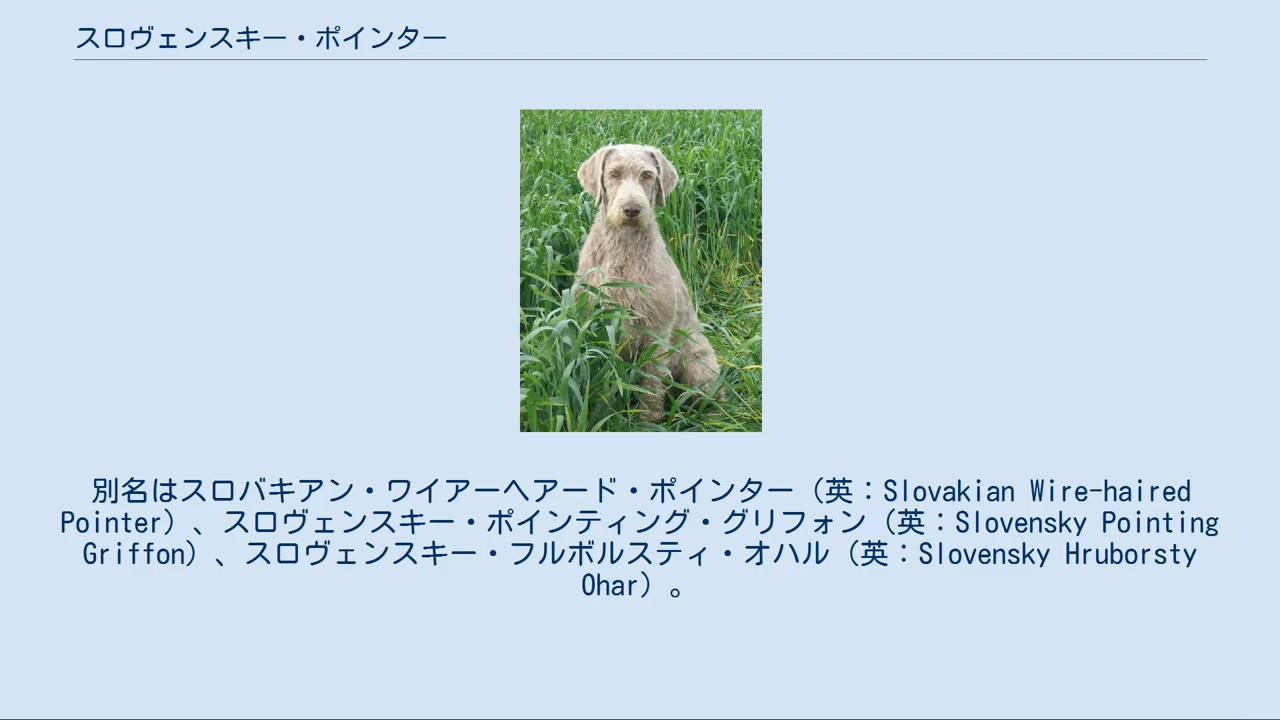 スロヴェンスキー・ポインター
別名はスロバキアン・ワイアーヘアード・ポインター（英：Slovakian Wire-haired
Pointer）、スロヴェンスキー・ポインティング・グリフォン（英：Slovensky Pointing
Griffon）、スロヴェンスキー・フルボルスティ・オハル（英：Slovensky Hruborsty
Ohar）。